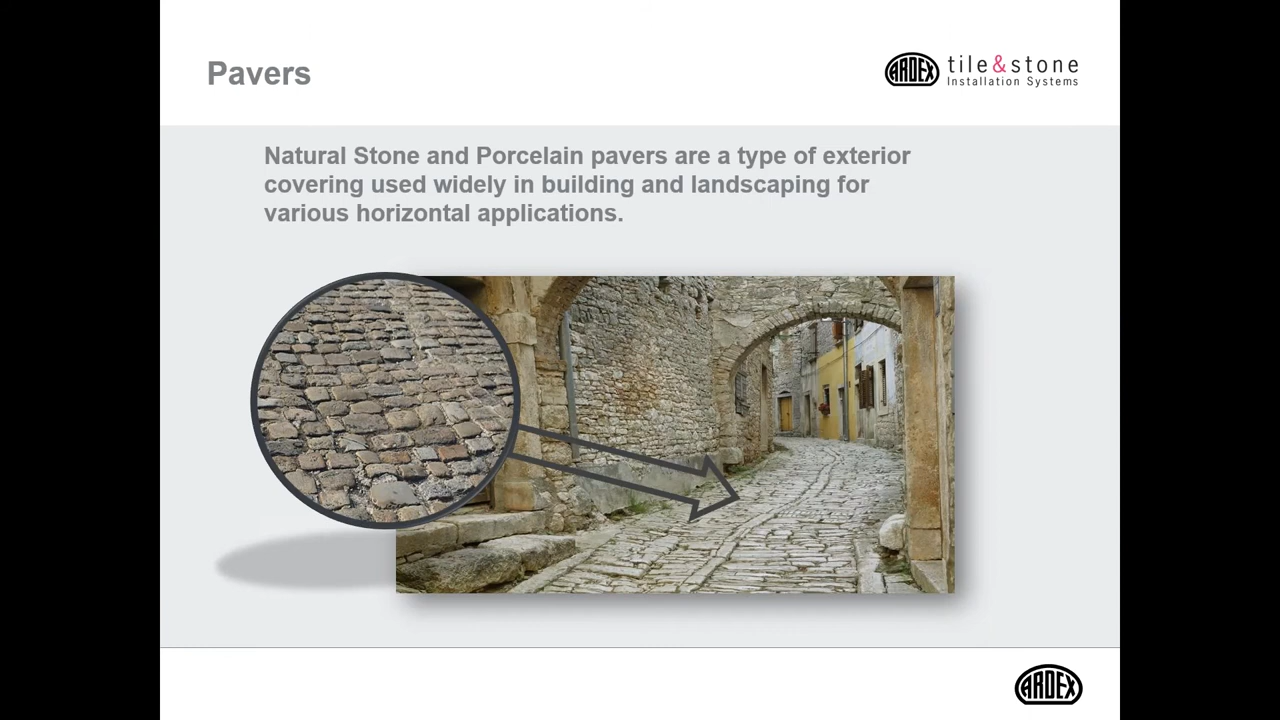 Pavers
ARDEX
tile&stone
Installation Systems
Natural Stone and Porcelain pavers are a type of exterior
covering used widely in building and landscaping for
various horizontal applications.
ARDEX